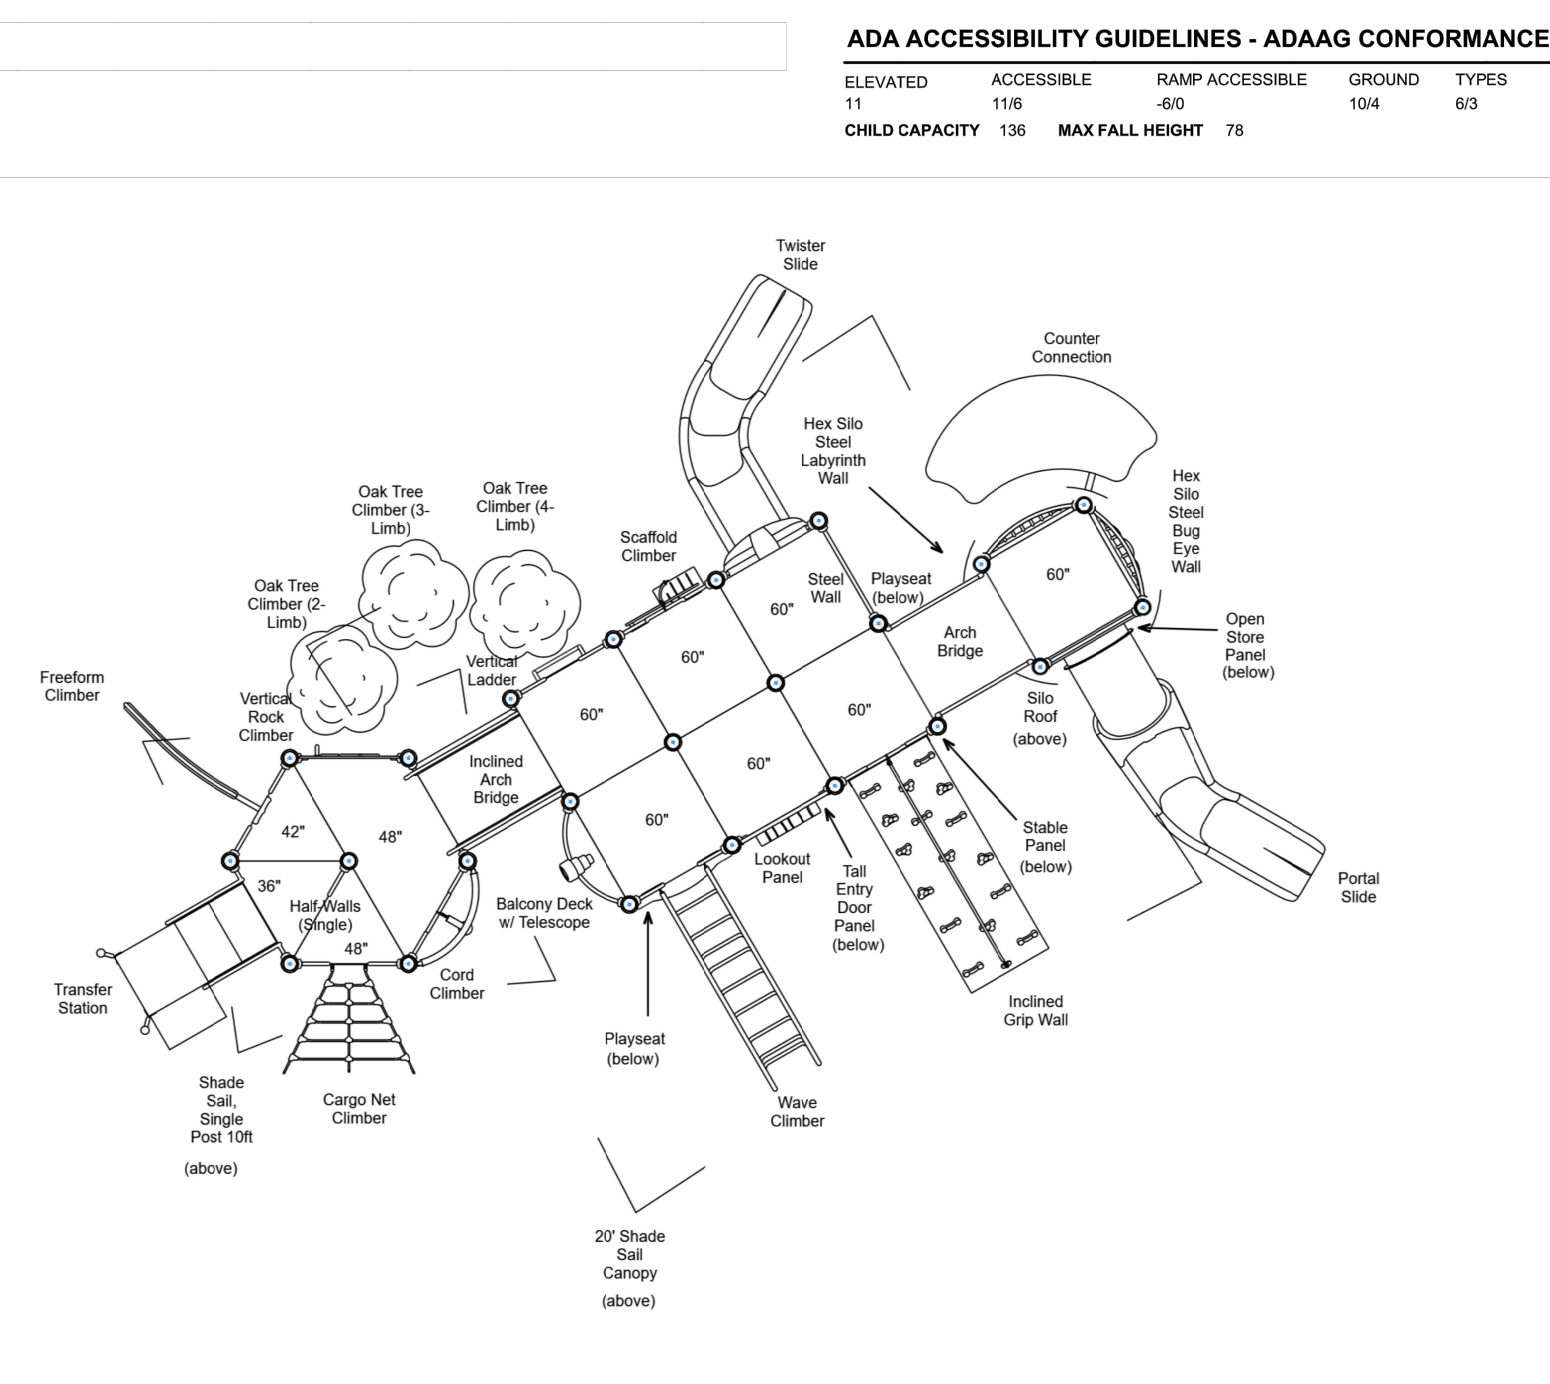 ADA ACCESSIBILITY GUIDELINES - ADAAG CONFORMANCE
ELEVATED ACCESSIBLE RAMP ACCESSIBLE GROUND TYPES
11 11/6 -6/0 10/4 6/3
CHILD CAPACITY 136 MAX FALL HEIGHT 78
Twister
Slide
Counter
Connection
Hex Silo
Steel
Labyrinth
Wall
Hex
Silo
Steel
Bug
Eye
Wall
Oak Tree
Climber (3-
Limb)
Oak Tree
Climber (4-
Limb)
Scaffold
Climber
Oak Tree
Climber (2-
Limb)
Steel
Wall
Playseat
(below)
60"
60"
60"
60"
60"
60"
60"
Arch
Bridge
Open
Store
Panel
(below)
Freeform
Climber
Vertical
Ladder
Vertical
Rock
Climber
Silo
Roof
(above)
Inclined
Arch
Bridge
42"
48"
36"
Half-Walls
(Single)
48"
Lookout
Panel
Tall
Entry
Door
Panel
(below)
Stable
Panel
(below)
Portal
Slide
Balcony Deck
w/ Telescope
Cord
Climber
Transfer
Station
Inclined
Grip Wall
Playseat
(below)
Shade
Sail,
Single
Post 10ft
(above)
Cargo Net
Climber
Wave
Climber
20' Shade
Sail
Canopy
(above)